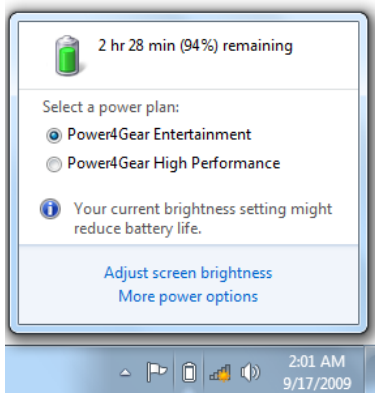 2 hr 28 min (94%) remaining
Select a power plan:
Power4Gear Entertainment
Power4Gear High Performance
Your current brightness setting might
reduce battery life.
Adjust screen brightness
More power options
2:01 AM
9/17/2009